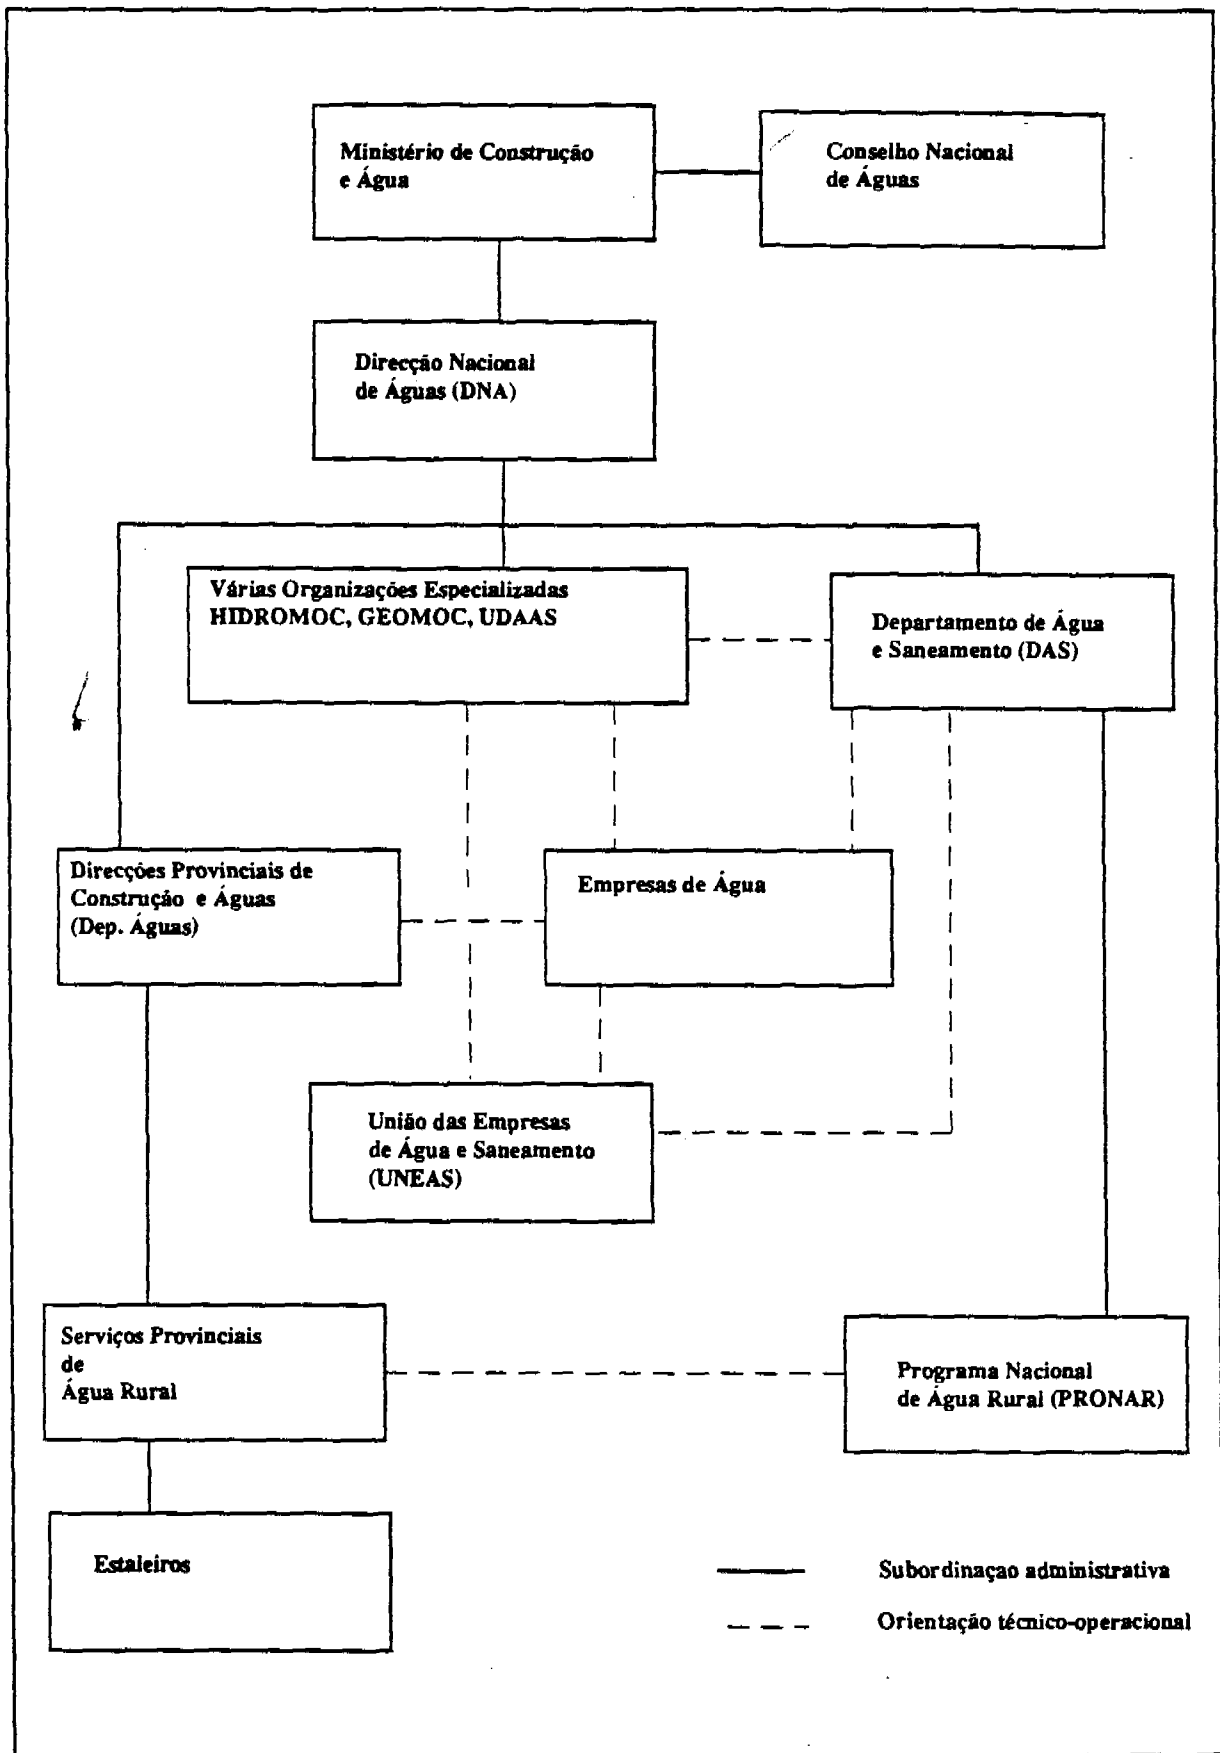 Ministério de Construção
e Água
Conselho Nacional
de Águas
Direcção Nacional
de Águas (DNA)
Várias Organizações Especializadas
HIDROMOC, GEOMOC, UDAAS
Departamento de Água
e Saneamento (DAS)
Direcções Provinciais de
Construção e Águas
(Dep. Águas)
Empresas de Água
União das Empresas
de Água e Saneamento
(UNEAS)
Serviços Provinciais
de
Água Rural
Programa Nacional
de Água Rural (PRONAR)
Estaleiros
Subordinaçao administrativa
Orientação técnico-operacional